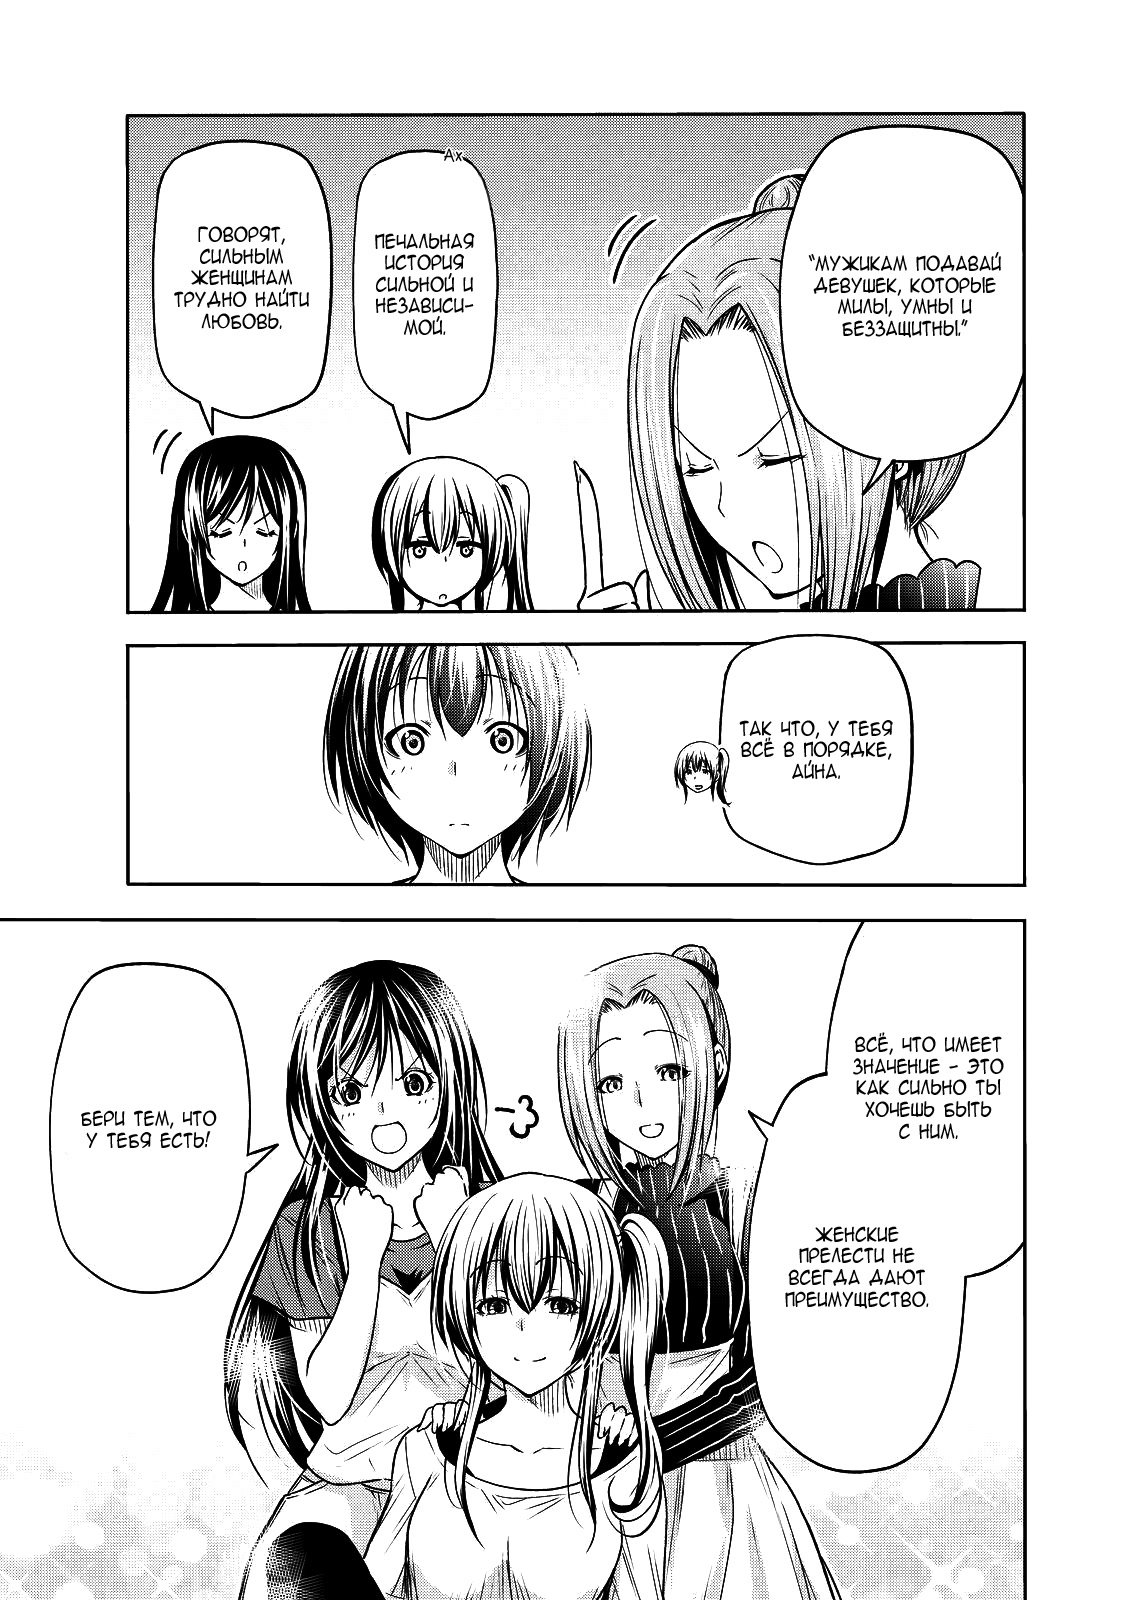 "МУЖИКАМ ПОДАВАЙ
ДЕВУШЕК, КОТОРЫЕ
МИЛЫ, УМНЫ И
БЕЗЗАЩИТНЫ."
Ах
ПЕЧАЛЬНАЯ
ИСТОРИЯ
СИЛЬНОЙ И
НЕЗАВИСИ-
МОЙ.
ГОВОРЯТ,
СИЛЬНЫМ
ЖЕНЩИНАМ
ТРУДНО НАЙТИ
ЛЮБОВЬ.
ТАК ЧТО, У ТЕБЯ
ВСЁ В ПОРЯДКЕ,
АЙНА.
ВСЁ, ЧТО ИМЕЕТ
ЗНАЧЕНИЕ - ЭТО
КАК СИЛЬНО ТЫ
ХОЧЕШЬ БЫТЬ
С НИМ.
ЖЕНСКИЕ
ПРЕЛЕСТИ НЕ
ВСЕГДА ДАЮТ
ПРЕИМУЩЕСТВО.
БЕРИ ТЕМ, ЧТО
У ТЕБЯ ЕСТЬ!